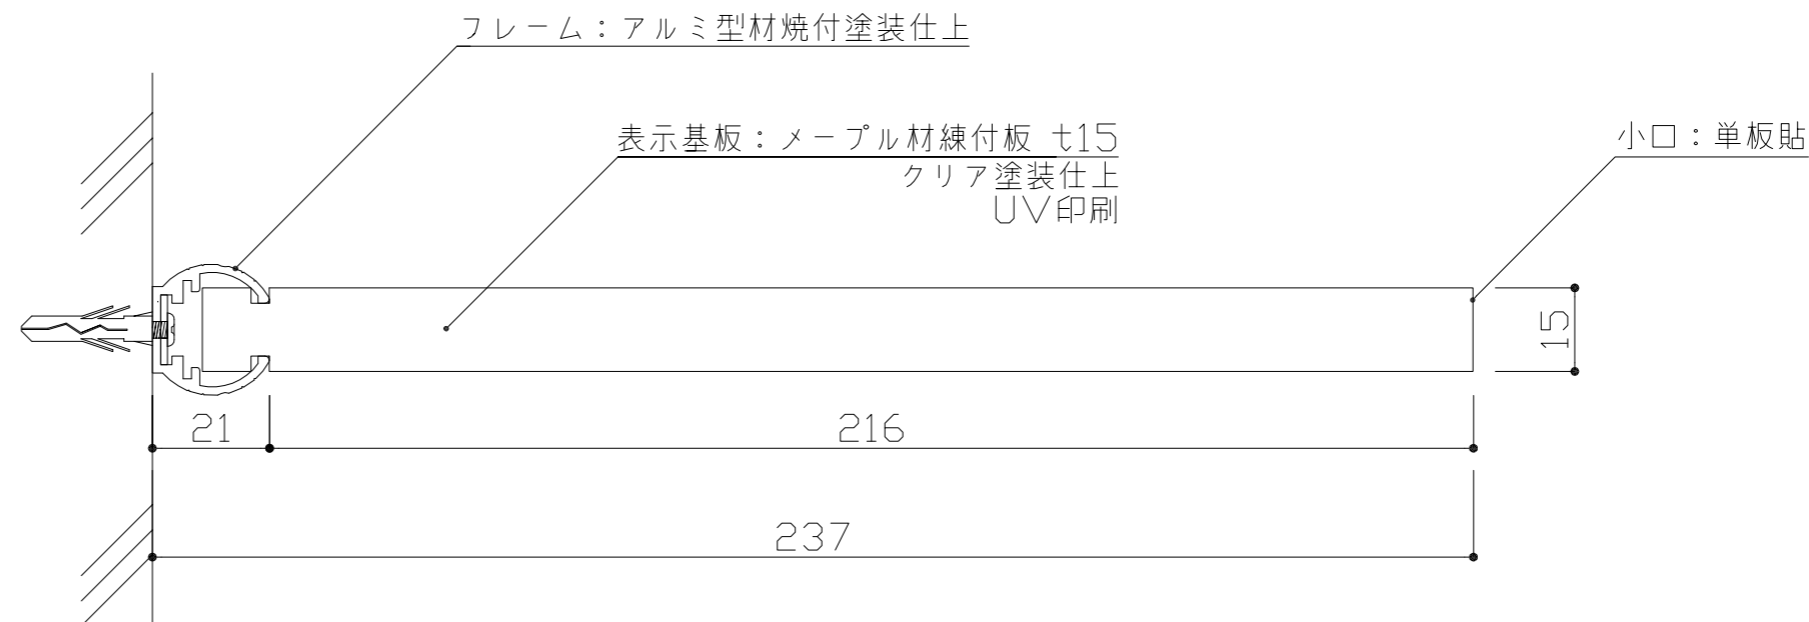 フレーム：アルミ型材焼付塗装仕上
表示基板：メープル材練付板 t15
クリア塗装仕上
UV印刷
小口：単板貼
15
21
216
237